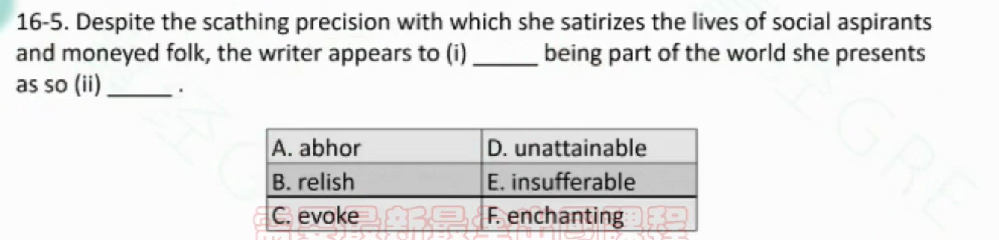 16-5. Despite the scathing precision with which she satirizes the lives of social aspirants
and moneyed folk, the writer appears to (i) _____ being part of the world she presents
as so (ii) _____ .
A. abhor D. unattainable
B. relish E. insufferable
C. evoke F. enchanting
GRE